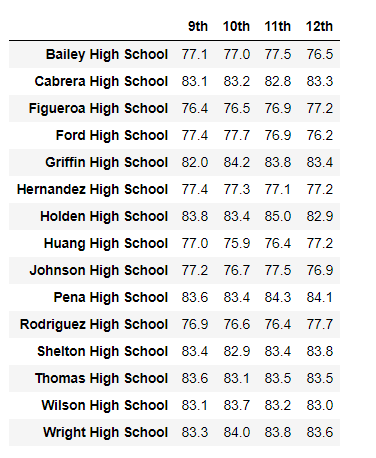 9th 10th 11th 12th
Bailey High School 77.1 77.0 77.5 76.5
Cabrera High School 83.1 83.2 82.8 83.3
Figueroa High School 76.4 76.5 76.9 77.2
Ford High School 77.4 77.7 76.9 76.2
Griffin High School 82.0 84.2 83.8 83.4
Hernandez High School 77.4 77.3 77.1 77.2
Holden High School 83.8 83.4 85.0 82.9
Huang High School 77.0 75.9 76.4 77.2
Johnson High School 77.2 76.7 77.5 76.9
Pena High School 83.6 83.4 84.3 84.1
Rodriguez High School 76.9 76.6 76.4 77.7
Shelton High School 83.4 82.9 83.4 83.8
Thomas High School 83.6 83.1 83.5 83.5
Wilson High School 83.1 83.7 83.2 83.0
Wright High School 83.3 84.0 83.8 83.6